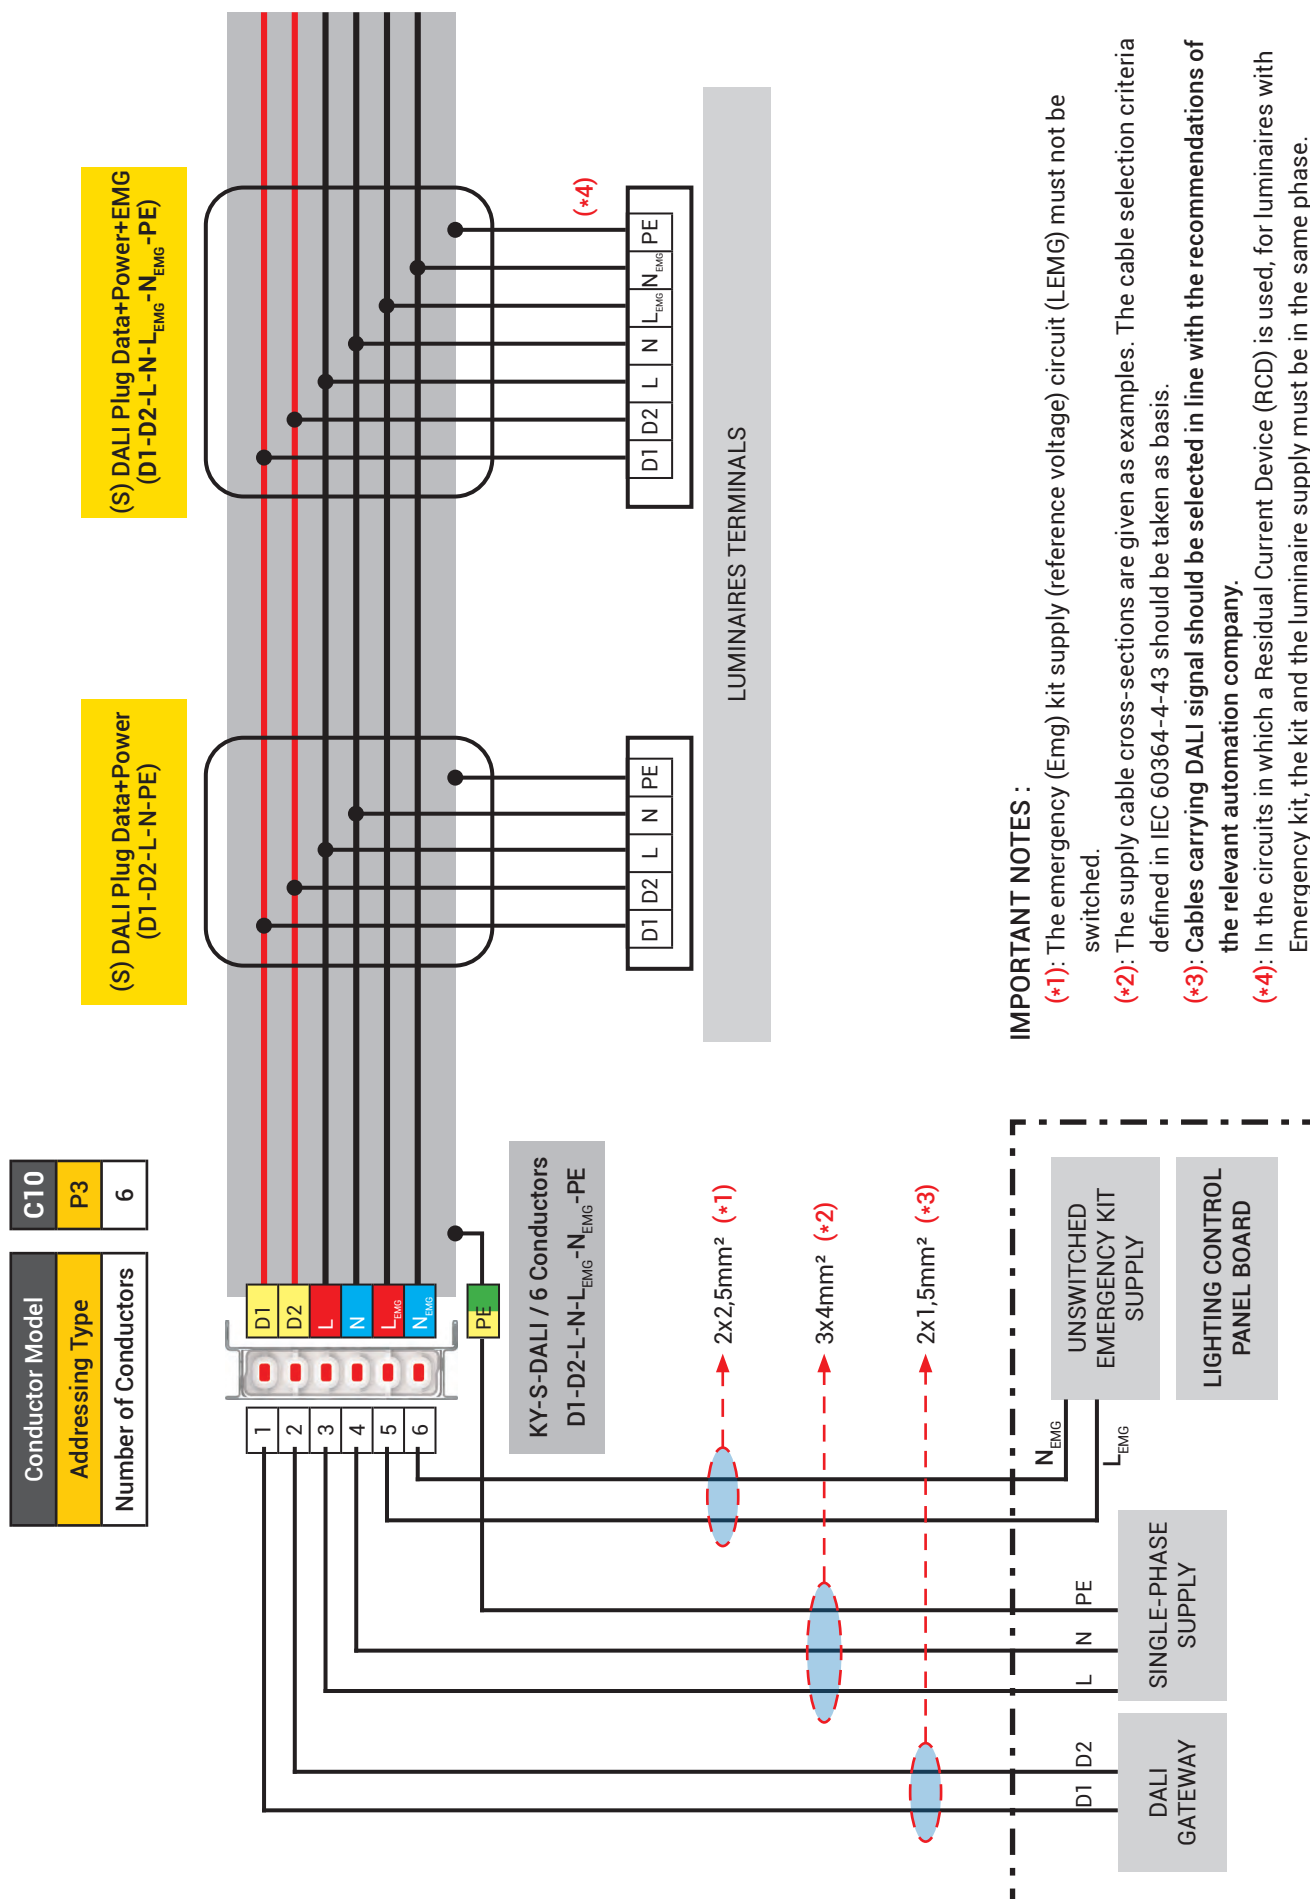 Conductor Model C10
Addressing Type P3
Number of Conductors 6
(S) DALI Plug Data+Power
(D1-D2-L-N-PE)
(S) DALI Plug Data+Power+EMG
(D1-D2-L-N-LEMG-NEMG-PE)
1 D1
2 D2
3 L
4 N
5 LEMG
6 NEMG
PE
KY-S-DALI / 6 Conductors
D1-D2-L-N-LEMG-NEMG-PE
D1 D2 L N PE
D1 D2 L N LEMG NEMG PE
(*4)
LUMINAIRES TERMINALS
2x2,5mm² (*1)
3x4mm² (*2)
2x1,5mm² (*3)
D1 D2
L N PE
LEMG
NEMG
DALI
GATEWAY
SINGLE-PHASE
SUPPLY
UNSWITCHED
EMERGENCY KIT
SUPPLY
LIGHTING CONTROL
PANEL BOARD
IMPORTANT NOTES :
(*1): The emergency (Emg) kit supply (reference voltage) circuit (LEMG) must not be
switched.
(*2): The supply cable cross-sections are given as examples. The cable selection criteria
defined in IEC 60364-4-43 should be taken as basis.
(*3): Cables carrying DALI signal should be selected in line with the recommendations of
the relevant automation company.
(*4): In the circuits in which a Residual Current Device (RCD) is used, for luminaires with
Emergency kit, the kit and the luminaire supply must be in the same phase.